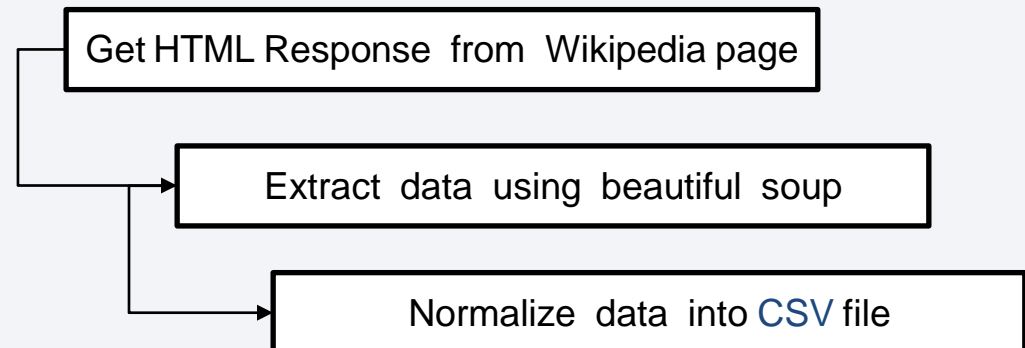 Get HTML Response from Wikipedia page
Extract data using beautiful soup
Normalize data into CSV file